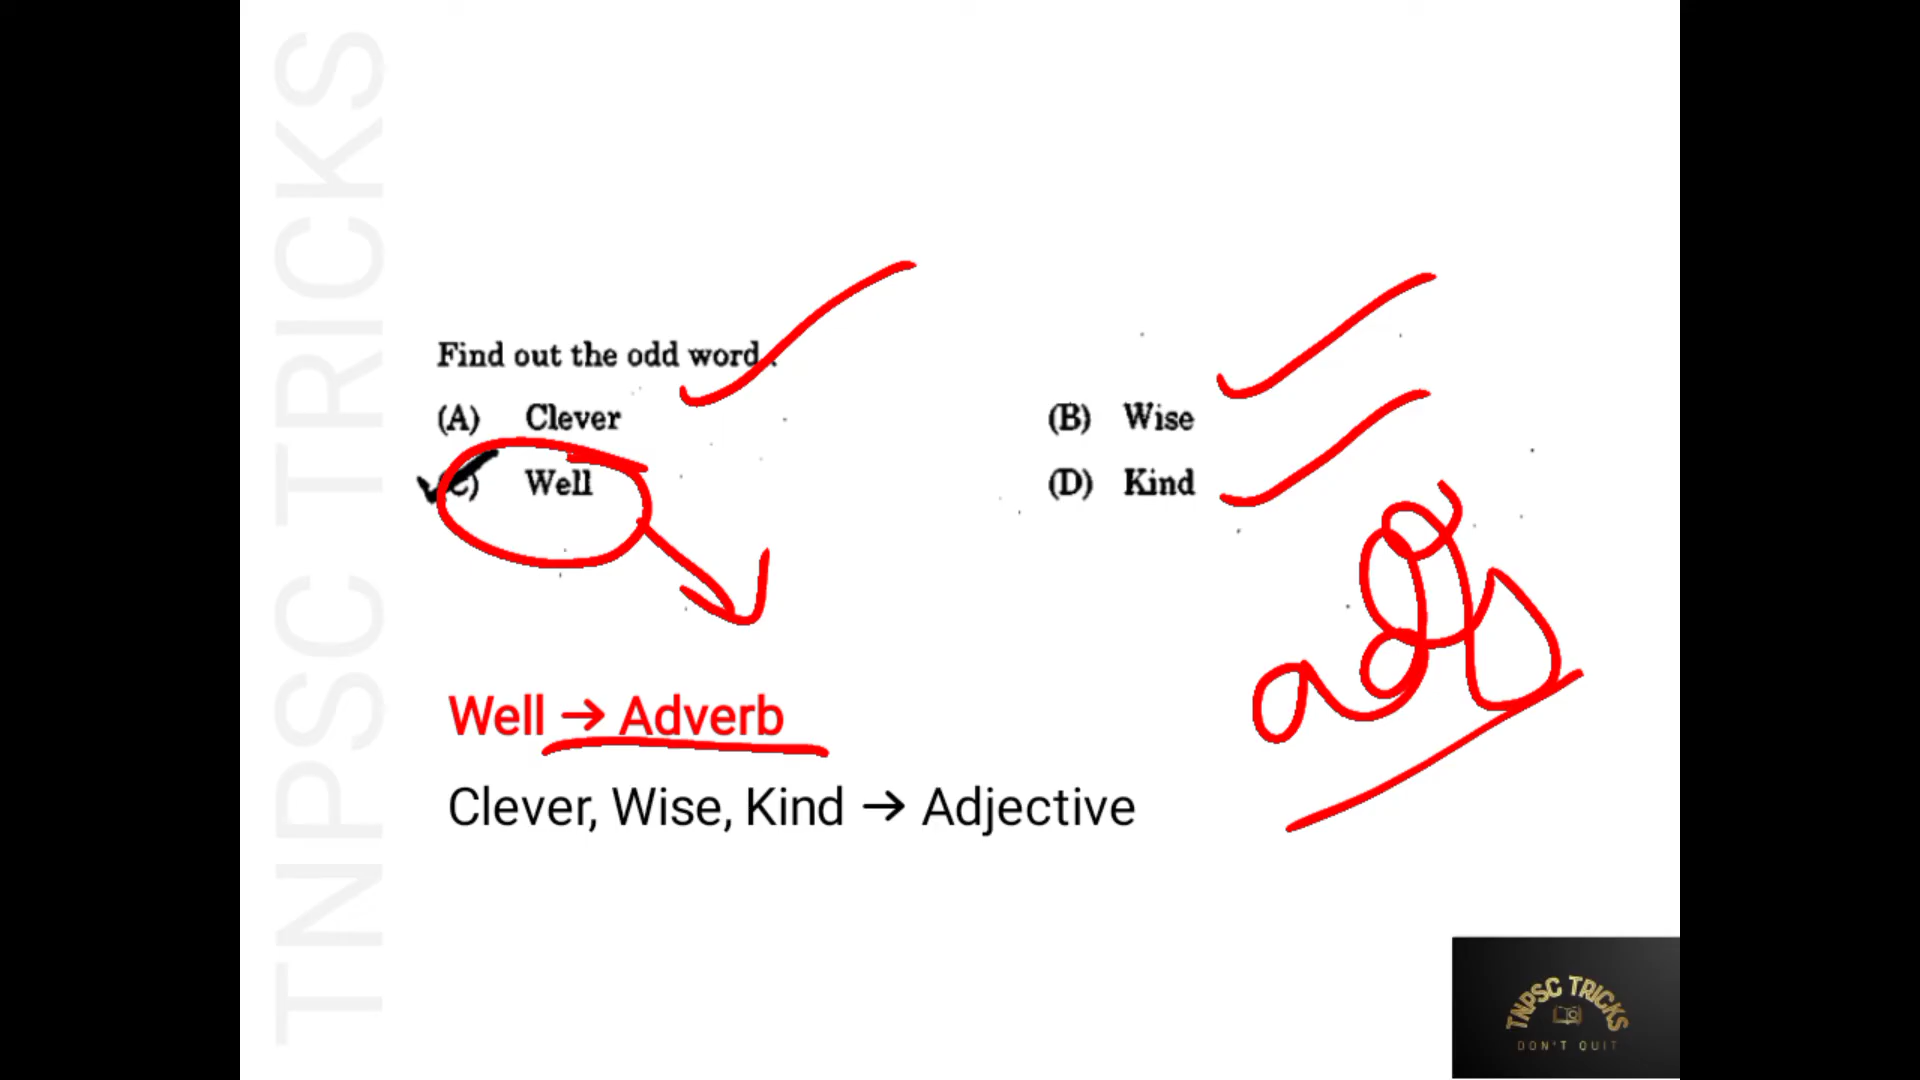 TNPSC TRICKS
Find out the odd word.
(A) Clever
(B) Wise
(C) Well
(D) Kind
Well → Adverb
Clever, Wise, Kind → Adjective
TNPSC TRICKS
DON'T QUIT